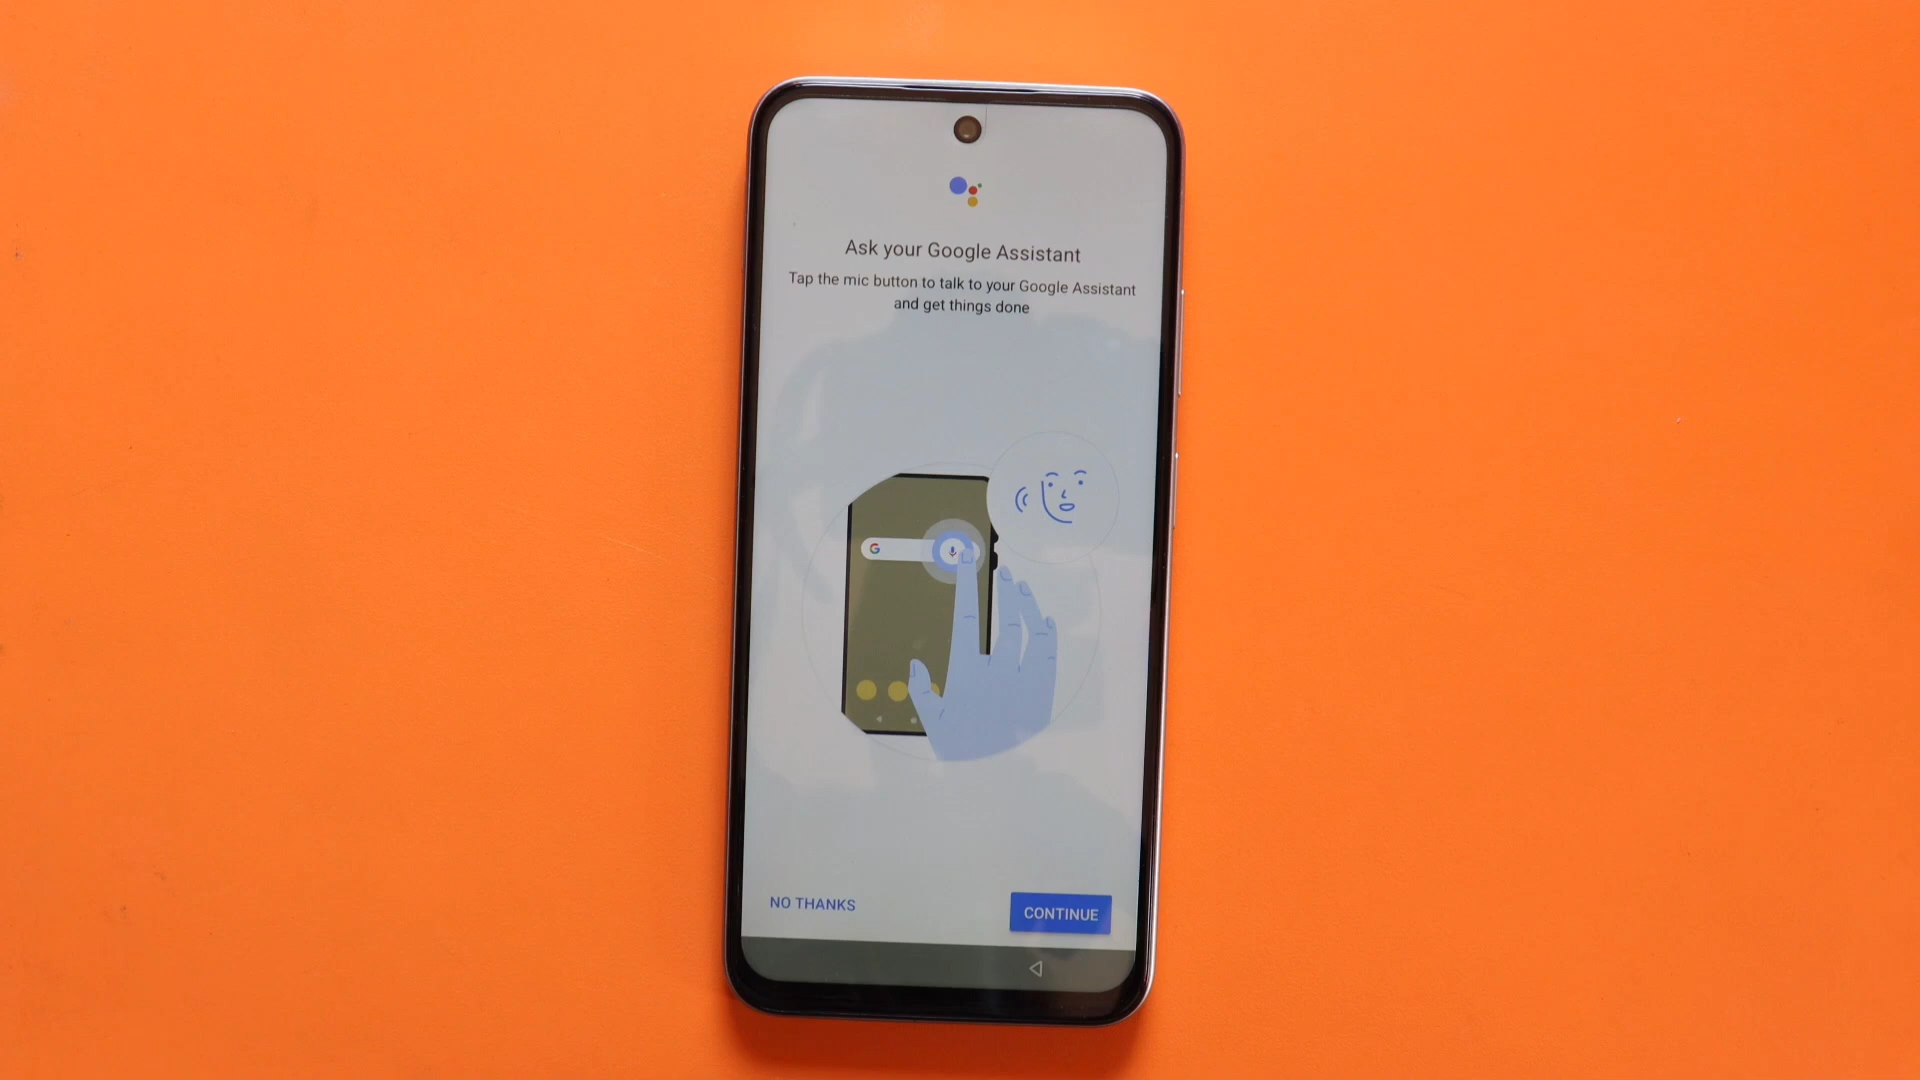 Ask your Google Assistant
Tap the mic button to talk to your Google Assistant
and get things done
G
NO THANKS
CONTINUE